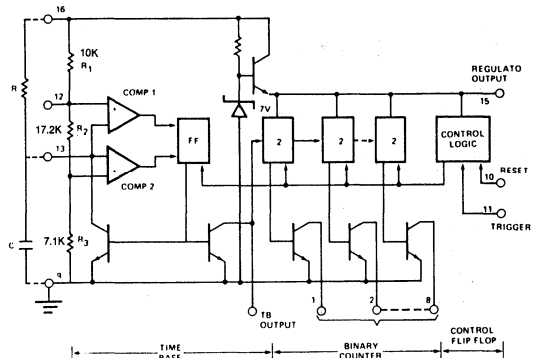 16
10K
R1
R
12
COMP 1
17.2K
R2
FF
13
COMP 2
7.1K
R3
C
9
7V
2
2
2
CONTROL
LOGIC
REGULATO
OUTPUT
15
10
RESET
11
TRIGGER
TB
OUTPUT
1
2
8
TIME
BASE
BINARY
COUNTER
CONTROL
FLIP FLOP